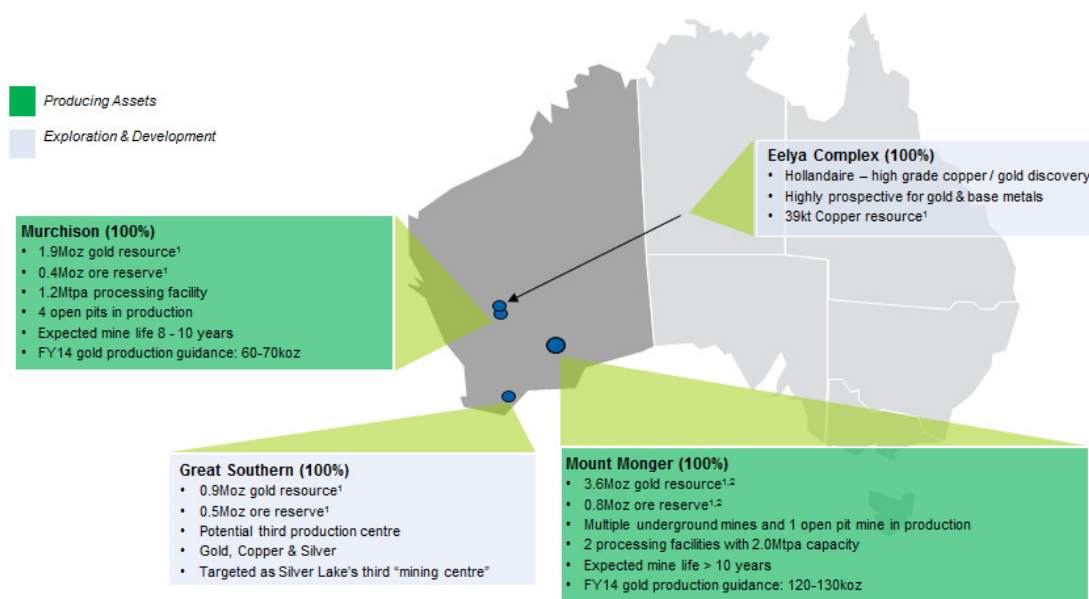 Producing Assets
Exploration & Development
Eelya Complex (100%)
• Hollandaire – high grade copper / gold discovery
• Highly prospective for gold & base metals
• 39kt Copper resource¹
Murchison (100%)
• 1.9Moz gold resource¹
• 0.4Moz ore reserve¹
• 1.2Mtpa processing facility
• 4 open pits in production
• Expected mine life 8 - 10 years
• FY14 gold production guidance: 60-70koz
Great Southern (100%)
• 0.9Moz gold resource¹
• 0.5Moz ore reserve¹
• Potential third production centre
• Gold, Copper & Silver
• Targeted as Silver Lake's third “mining centre”
Mount Monger (100%)
• 3.6Moz gold resource¹,²
• 0.8Moz ore reserve¹,²
• Multiple underground mines and 1 open pit mine in production
• 2 processing facilities with 2.0Mtpa capacity
• Expected mine life > 10 years
• FY14 gold production guidance: 120-130koz